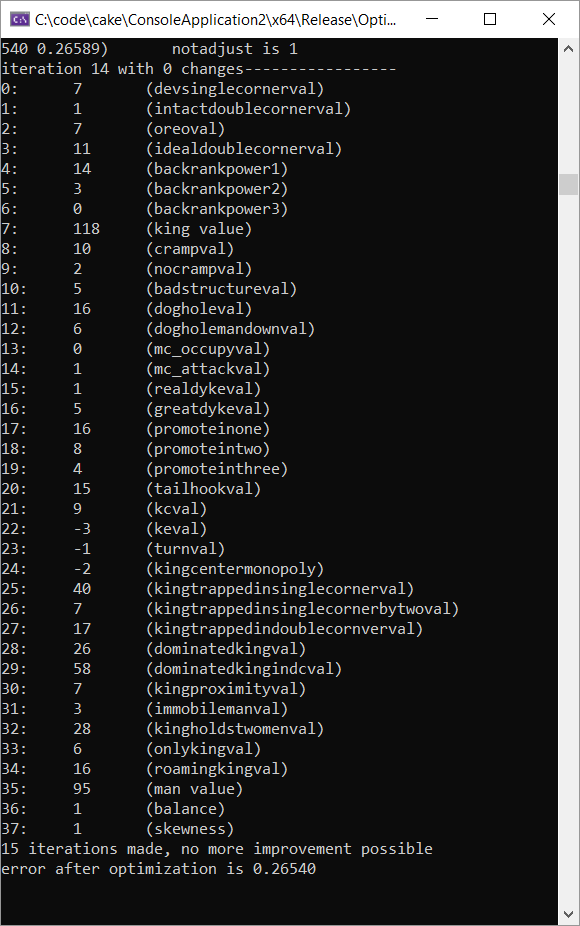 C:\code\cake\ConsoleApplication2\x64\Release\Opti...
540 0.26589)       notadjust is 1
iteration 14 with 0 changes-----------------
0:      7       (devsinglecornerval)
1:      1       (intactdoublecornerval)
2:      7       (oreoval)
3:      11      (idealdoublecornerval)
4:      14      (backrankpower1)
5:      3       (backrankpower2)
6:      0       (backrankpower3)
7:      118     (king value)
8:      10      (crampval)
9:      2       (nocrampval)
10:     5       (badstructureval)
11:     16      (dogholeval)
12:     6       (dogholemandownval)
13:     0       (mc_occupyval)
14:     1       (mc_attackval)
15:     1       (realdykeval)
16:     5       (greatdykeval)
17:     16      (promoteinone)
18:     8       (promoteintwo)
19:     4       (promoteinthree)
20:     15      (tailhookval)
21:     9       (kcval)
22:     -3      (keval)
23:     -1      (turnval)
24:     -2      (kingcentermonopoly)
25:     40      (kingtrappedinsinglecornerval)
26:     7       (kingtrappedinsinglecornerbytwoval)
27:     17      (kingtrappedindoublecornverval)
28:     26      (dominatedkingval)
29:     58      (dominatedkingindcval)
30:     7       (kingproximityval)
31:     3       (immobilemanval)
32:     28      (kingholdstwomenval)
33:     6       (onlykingval)
34:     16      (roamingkingval)
35:     95      (man value)
36:     1       (balance)
37:     1       (skewness)
15 iterations made, no more improvement possible
error after optimization is 0.26540